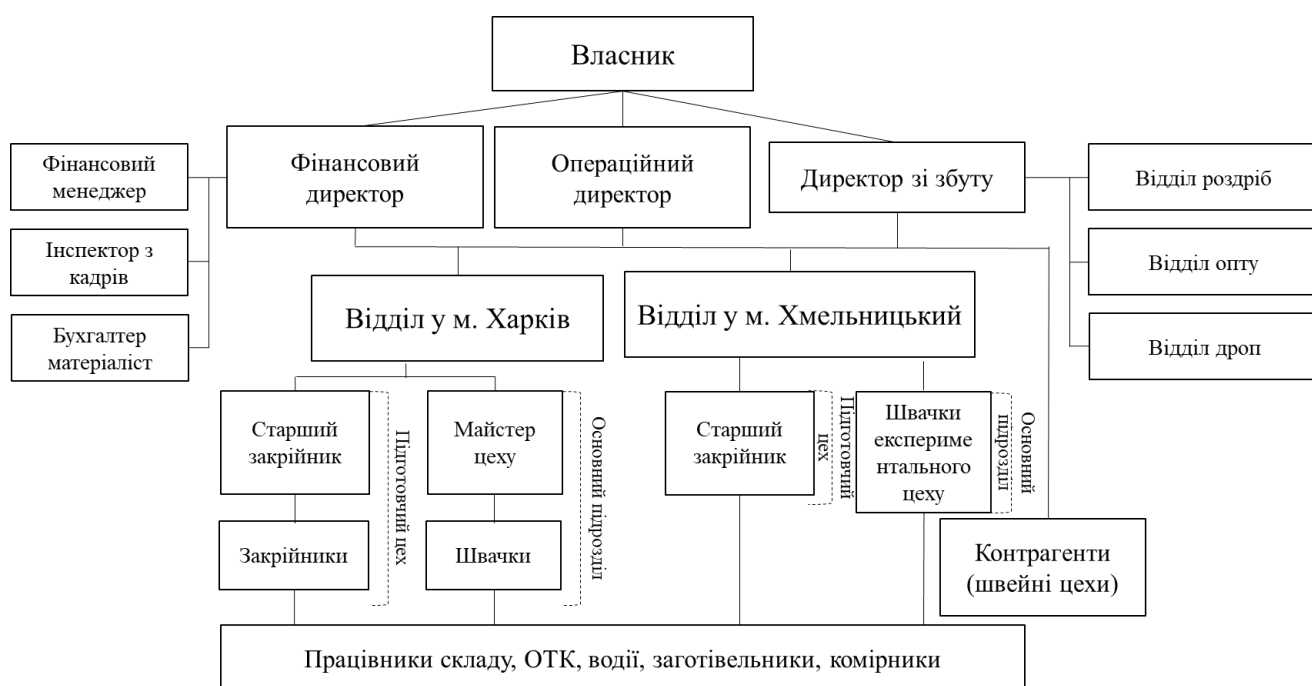 Власник
Фінансовий
менеджер
Інспектор з
кадрів
Бухгалтер
матеріаліст
Фінансовий
директор
Операційний
директор
Директор зі збуту
Відділ роздріб
Відділ опту
Відділ дроп
Відділ у м. Харків
Відділ у м. Хмельницький
Старший
закрійник
Закрійники
Підготовчий цех
Майстер
цеху
Швачки
Основний підрозділ
Старший
закрійник
Підготовчий
цех
Швачки
експериме
нтального
цеху
Основний
підрозділ
Контрагенти
(швейні цехи)
Працівники складу, ОТК, водії, заготівельники, комірники